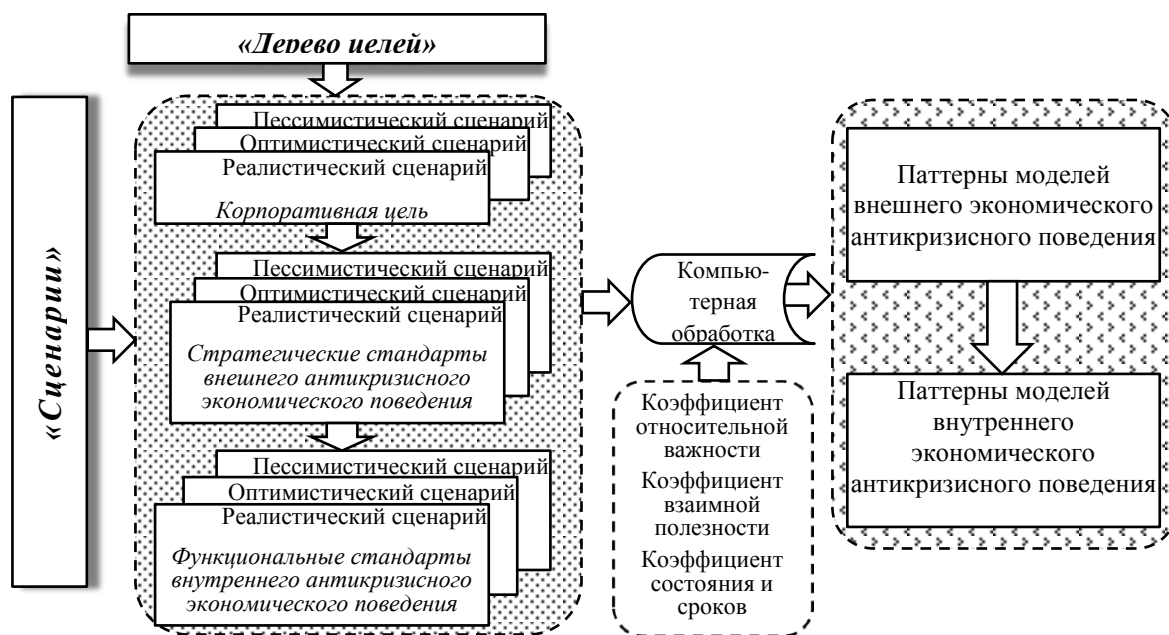 «Дерево целей»
«Сценарии»
Пессимистический сценарий
Оптимистический сценарий
Реалистический сценарий
Корпоративная цель
Пессимистический сценарий
Оптимистический сценарий
Реалистический сценарий
Стратегические стандарты
внешнего антикризисного
экономического поведения
Пессимистический сценарий
Оптимистический сценарий
Реалистический сценарий
Функциональные стандарты
внутреннего антикризисного
экономического поведения
Компью-
терная
обработка
Коэффициент
относительной
важности
Коэффициент
взаимной
полезности
Коэффициент
состояния и
сроков
Паттерны моделей
внешнего экономического
антикризисного поведения
Паттерны моделей
внутреннего
экономического
антикризисного поведения